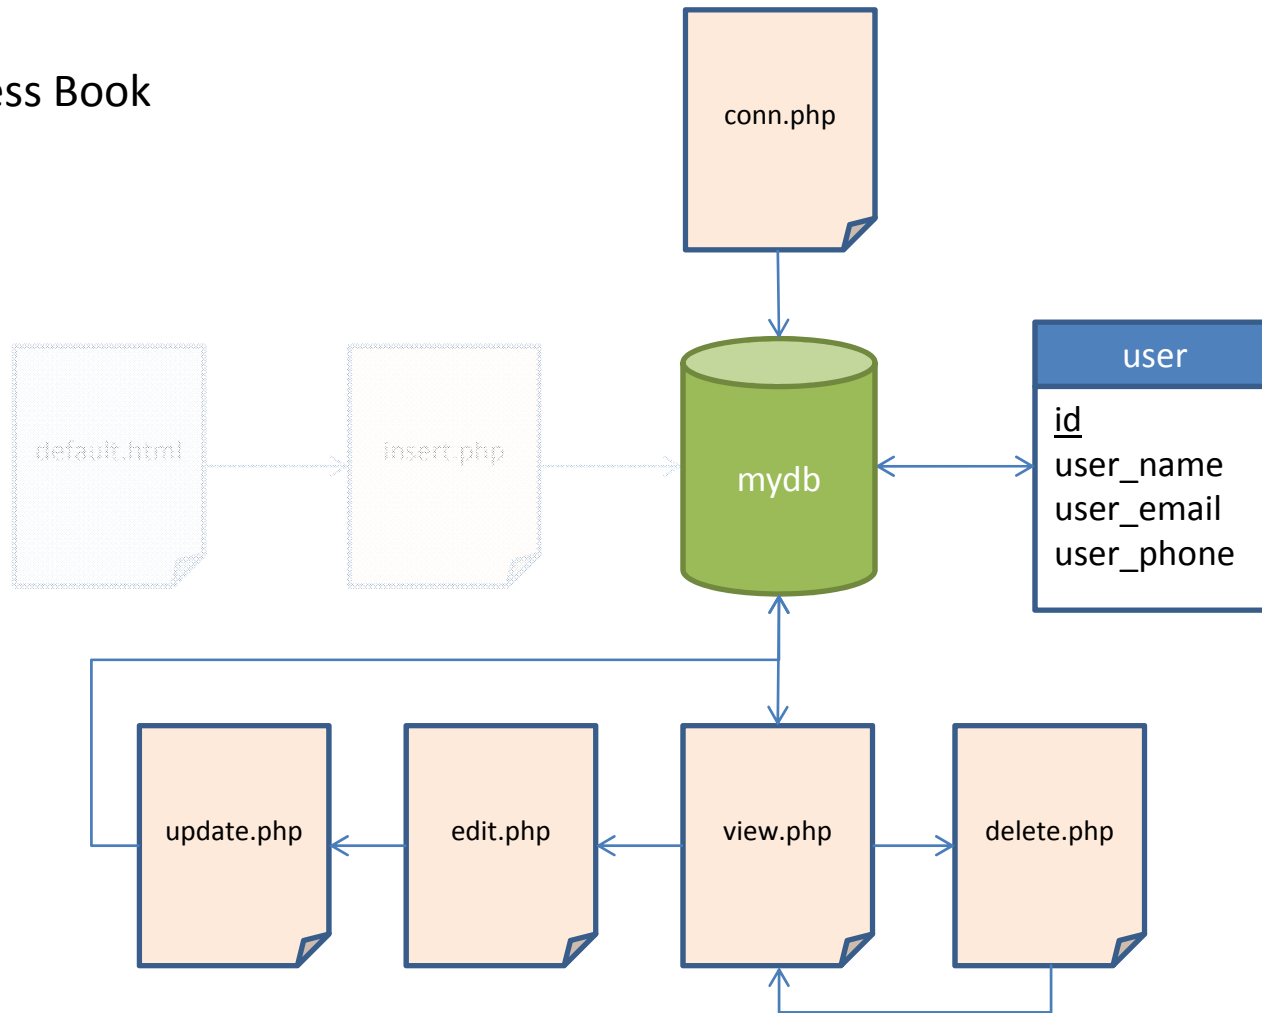 ess Book
conn.php
default.html
insert.php
mydb
user
id
user_name
user_email
user_phone
update.php
edit.php
view.php
delete.php